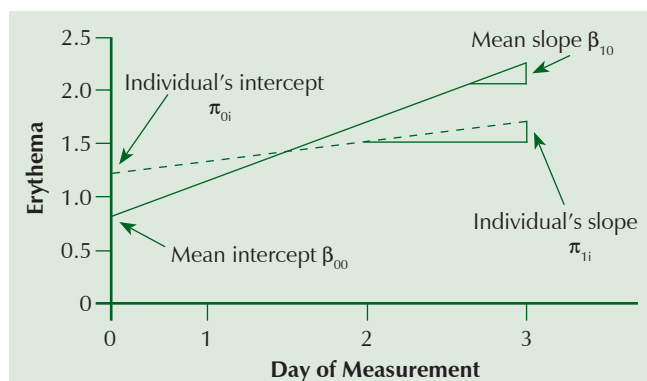 2.5
Mean slope β₁₀
2.0
Individual's intercept
π₀ᵢ
1.5
Erythema
1.0
Individual's slope
π₁ᵢ
0.5
Mean intercept β₀₀
0
0 1 2 3
Day of Measurement